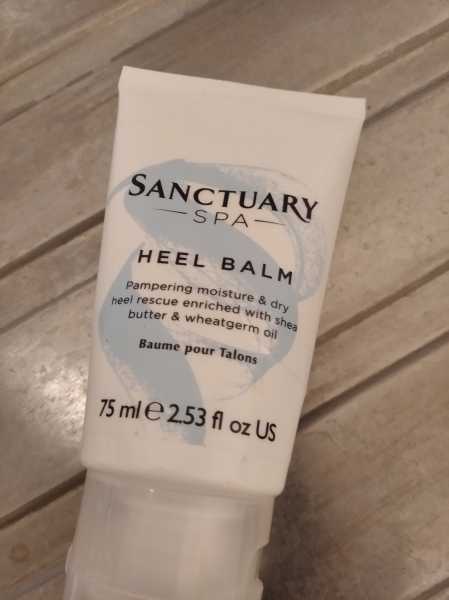 SANCTUARY
SPA
HEEL BALM
Pampering moisture & dry
heel rescue enriched with shea
butter & wheatgerm oil
Baume pour Talons
75 ml ℮ 2.53 fl oz US